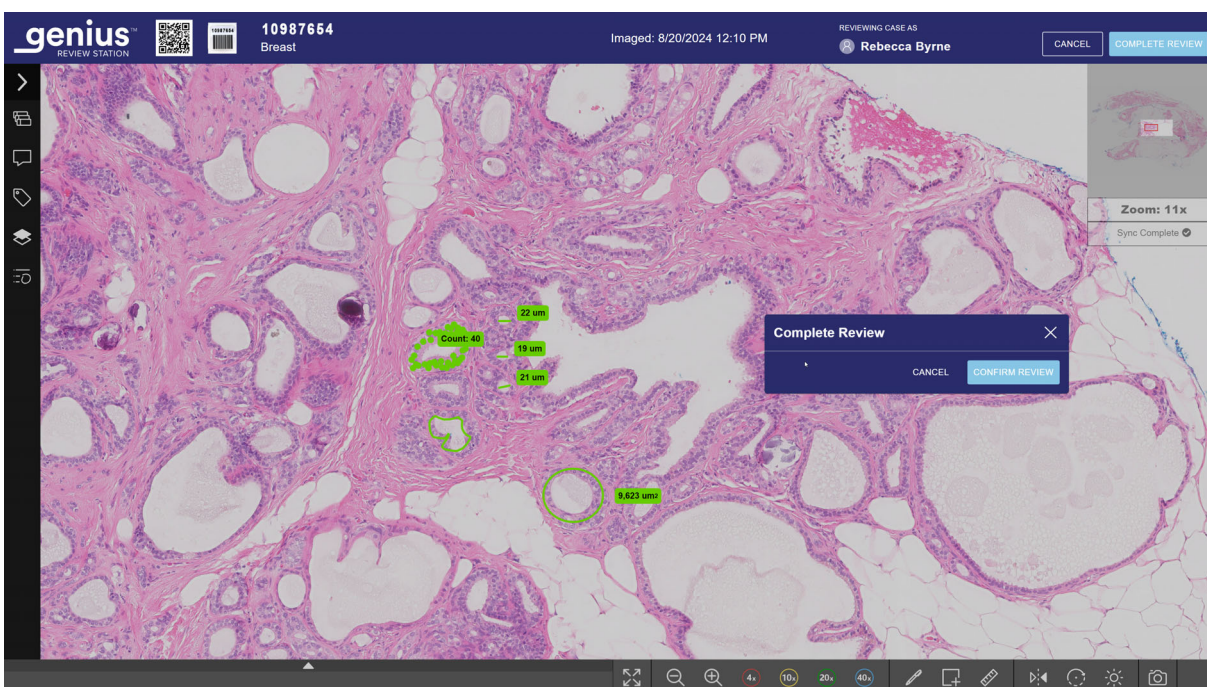 genius™
REVIEW STATION
10987654
10987654
Breast
Imaged: 8/20/2024 12:10 PM
REVIEWING CASE AS
Rebecca Byrne
CANCEL
COMPLETE REVIEW
Zoom: 11x
Sync Complete
22 um
Count: 40
19 um
21 um
9,623 um2
Complete Review
CANCEL
CONFIRM REVIEW
4x
10x
20x
40x